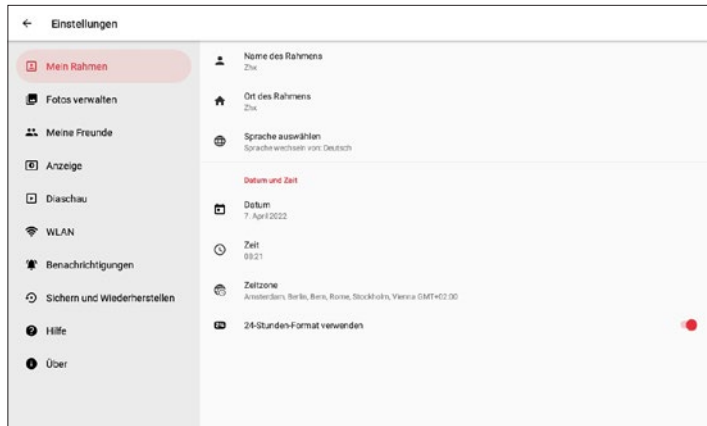 Einstellungen
Mein Rahmen
Fotos verwalten
Meine Freunde
Anzeige
Diaschau
WLAN
Benachrichtigungen
Sichern und Wiederherstellen
Hilfe
Über
Name des Rahmens
Zhx
Ort des Rahmens
Zhx
Sprache auswählen
Sprache wechseln von: Deutsch
Datum und Zeit
Datum
7. April 2022
Zeit
08:21
Zeitzone
Amsterdam, Berlin, Bern, Rome, Stockholm, Vienna GMT+02:00
24-Stunden-Format verwenden